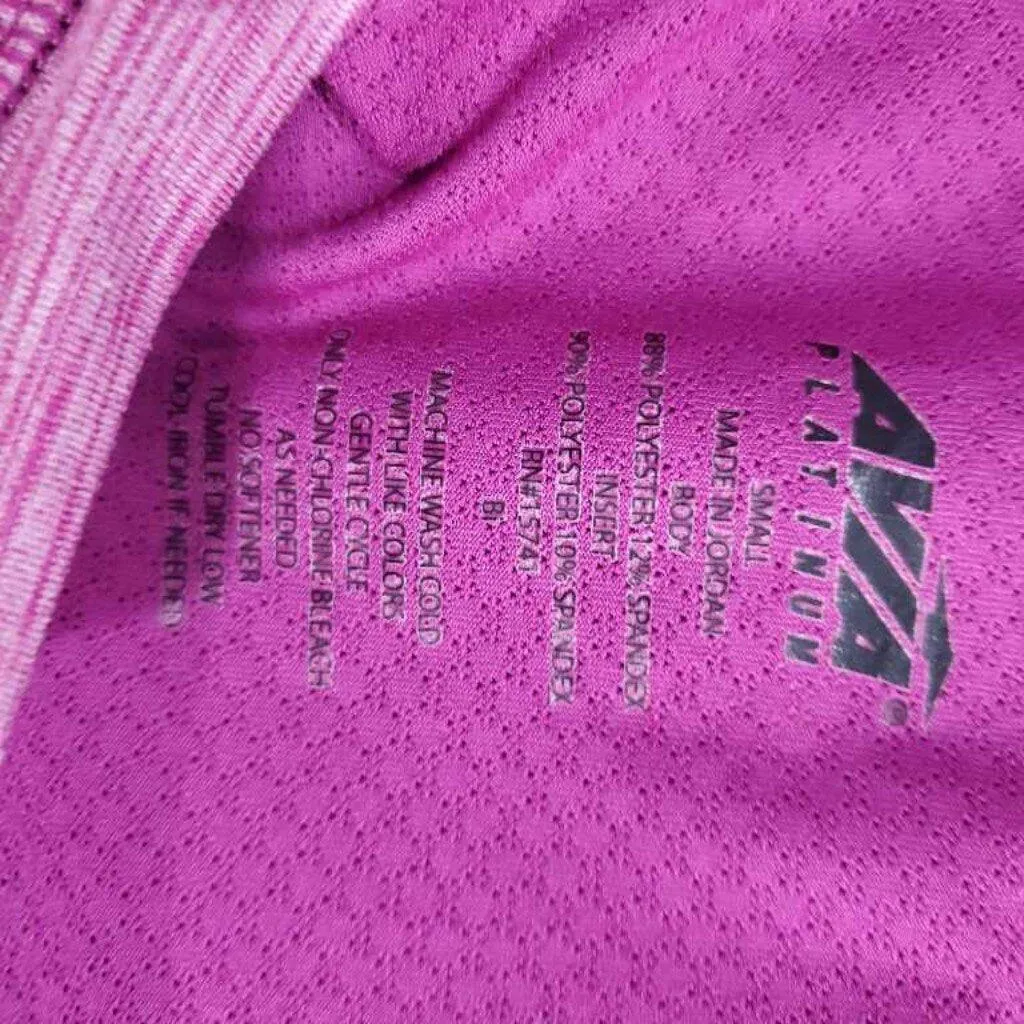 AVIA®
PLATINUM
SMALL
MADE IN JORDAN
BODY
88% POLYESTER 12% SPANDEX
INSERT
90% POLYESTER 10% SPANDEX
RN#15741
MACHINE WASH COLD
WITH LIKE COLORS
GENTLE CYCLE
ONLY NON-CHLORINE BLEACH
AS NEEDED
NO SOFTENER
TUMBLE DRY LOW
COOL IRON IF NEEDED